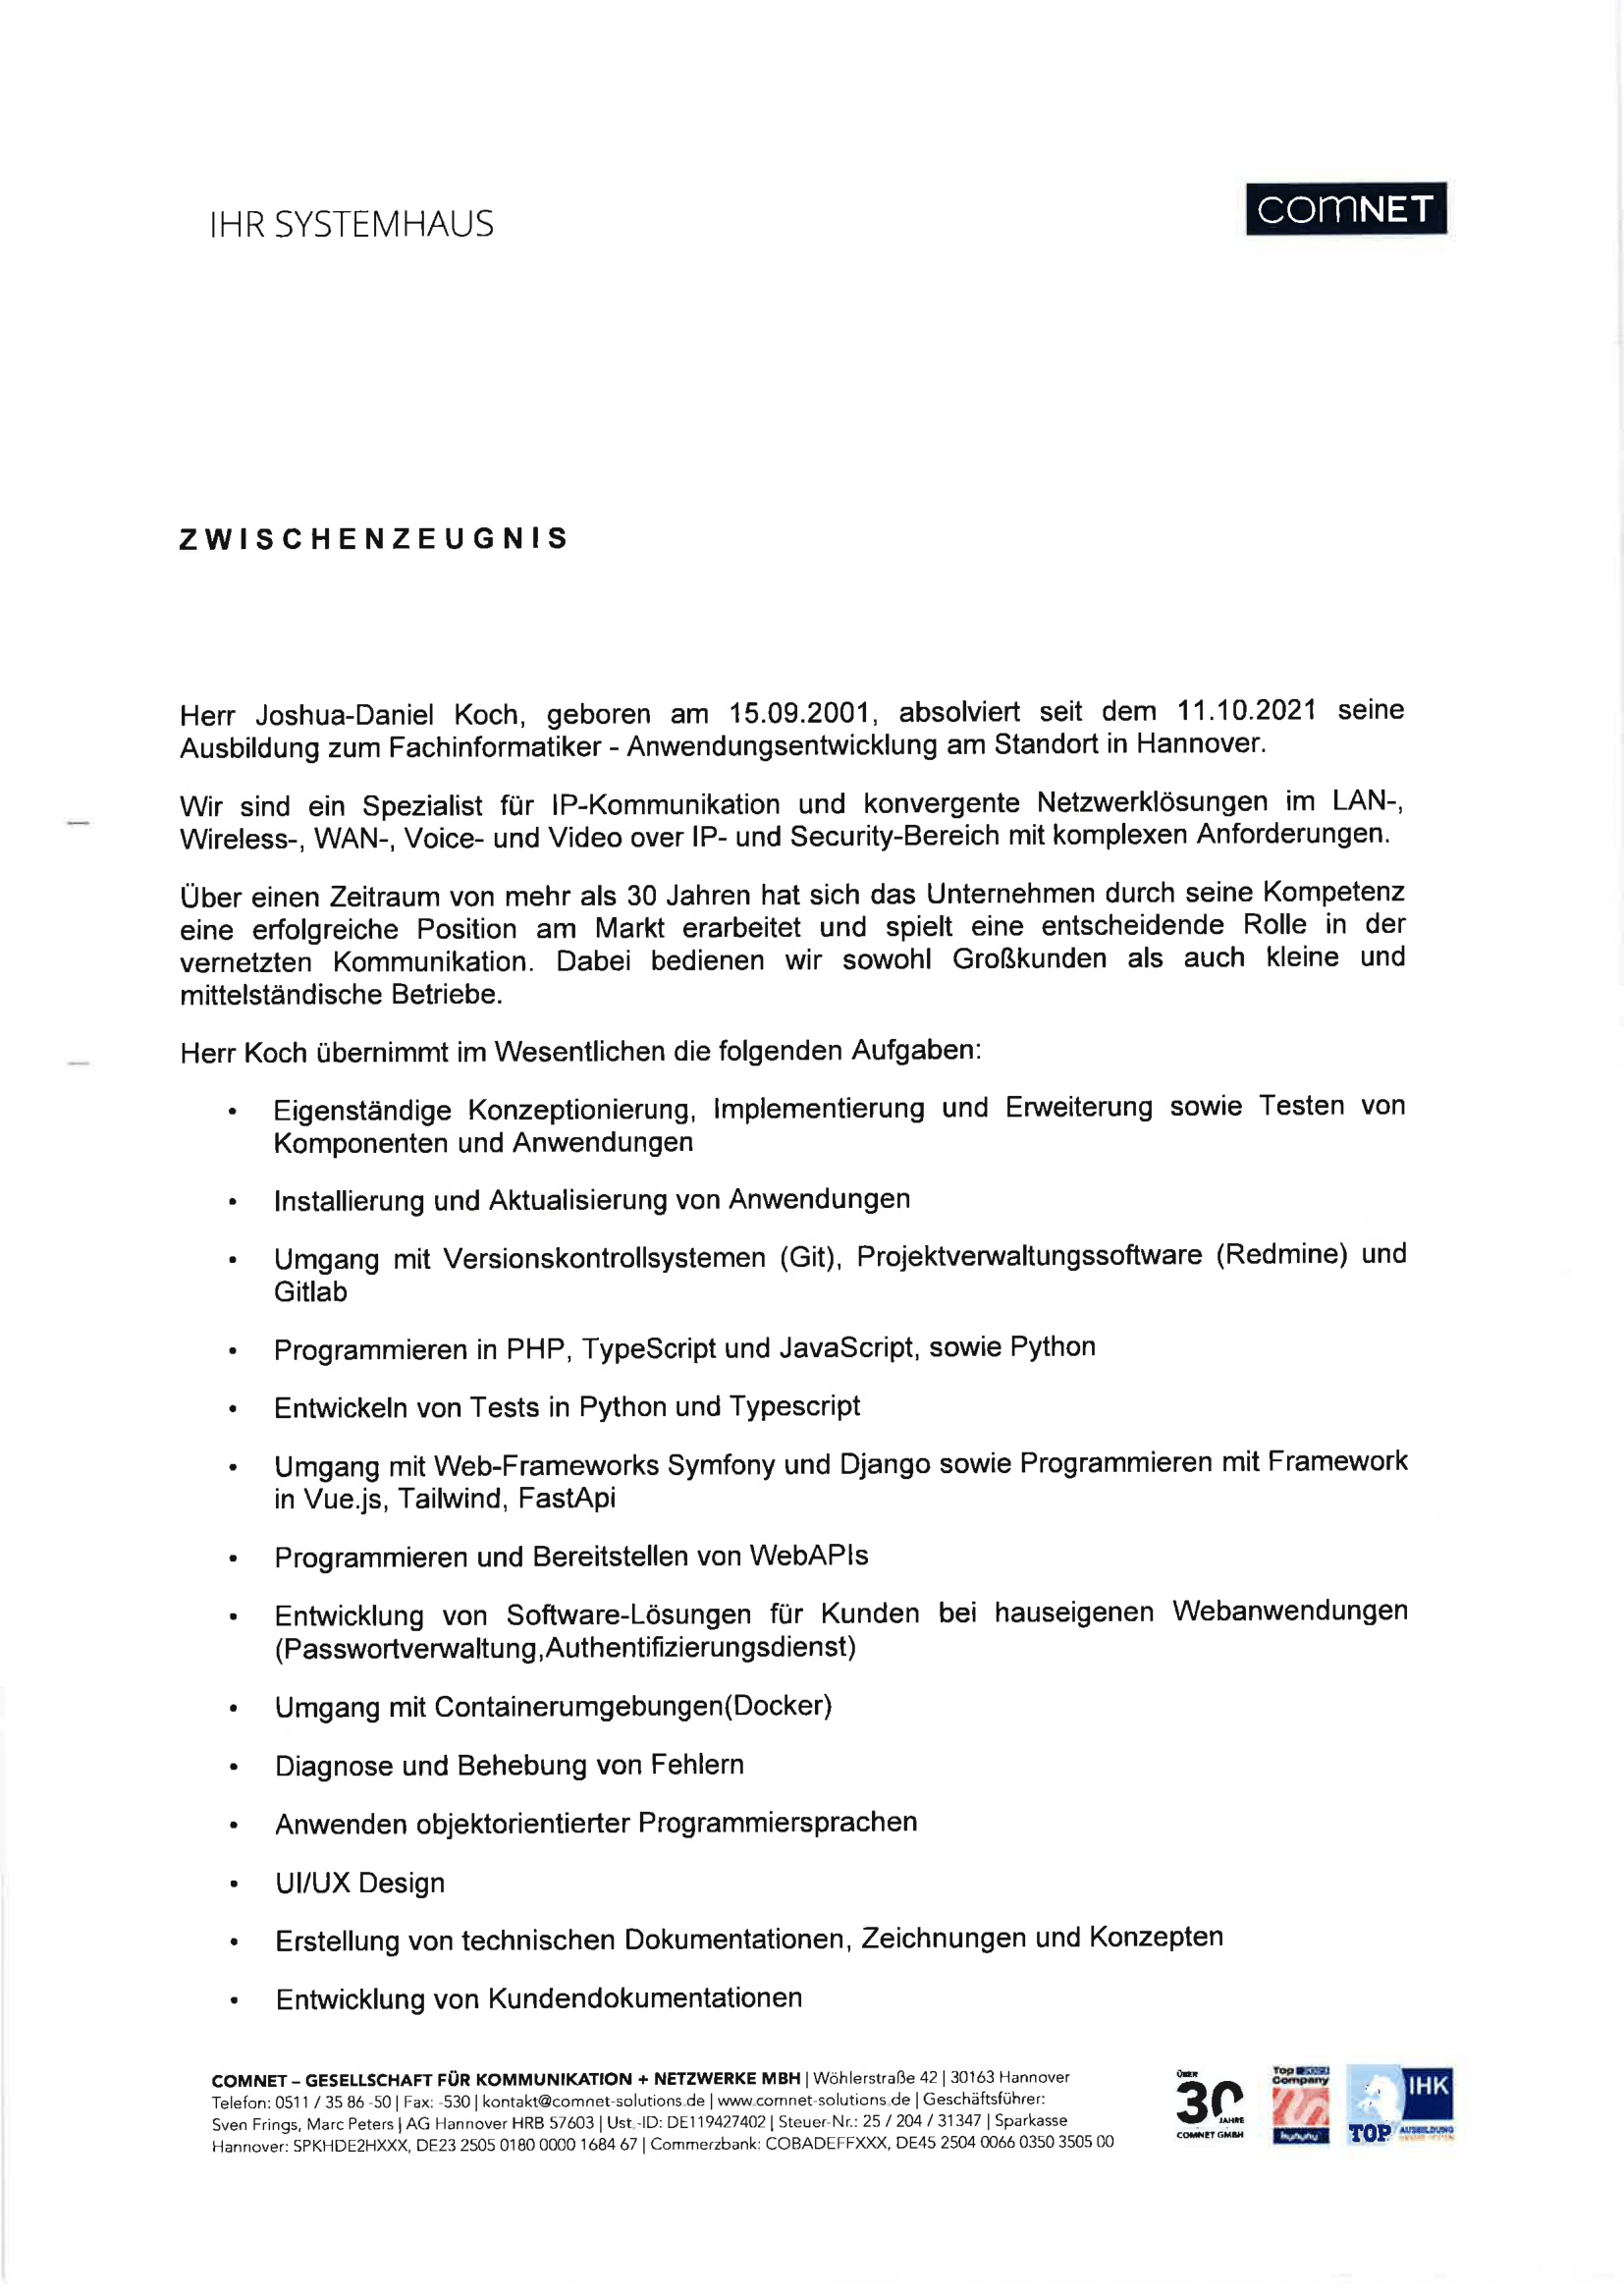 IHR SYSTEMHAUS
comNET
ZWISCHENZEUGNIS
Herr Joshua-Daniel Koch, geboren am 15.09.2001, absolviert seit dem 11.10.2021 seine
Ausbildung zum Fachinformatiker - Anwendungsentwicklung am Standort in Hannover.
Wir sind ein Spezialist für IP-Kommunikation und konvergente Netzwerklösungen im LAN-,
Wireless-, WAN-, Voice- und Video over IP- und Security-Bereich mit komplexen Anforderungen.
Über einen Zeitraum von mehr als 30 Jahren hat sich das Unternehmen durch seine Kompetenz
eine erfolgreiche Position am Markt erarbeitet und spielt eine entscheidende Rolle in der
vernetzten Kommunikation. Dabei bedienen wir sowohl Großkunden als auch kleine und
mittelständische Betriebe.
Herr Koch übernimmt im Wesentlichen die folgenden Aufgaben:
• Eigenständige Konzeptionierung, Implementierung und Erweiterung sowie Testen von
Komponenten und Anwendungen
• Installierung und Aktualisierung von Anwendungen
• Umgang mit Versionskontrollsystemen (Git), Projektverwaltungssoftware (Redmine) und
Gitlab
• Programmieren in PHP, TypeScript und JavaScript, sowie Python
• Entwickeln von Tests in Python und Typescript
• Umgang mit Web-Frameworks Symfony und Django sowie Programmieren mit Framework
in Vue.js, Tailwind, FastApi
• Programmieren und Bereitstellen von WebAPIs
• Entwicklung von Software-Lösungen für Kunden bei hauseigenen Webanwendungen
(Passwortverwaltung,Authentifizierungsdienst)
• Umgang mit Containerumgebungen(Docker)
• Diagnose und Behebung von Fehlern
• Anwenden objektorientierter Programmiersprachen
• UI/UX Design
• Erstellung von technischen Dokumentationen, Zeichnungen und Konzepten
• Entwicklung von Kundendokumentationen
COMNET – GESELLSCHAFT FÜR KOMMUNIKATION + NETZWERKE MBH | Wöhlerstraße 42 | 30163 Hannover
Telefon: 0511 / 35 86 -50 | Fax: -530 | kontakt@comnet-solutions.de | www.comnet-solutions.de | Geschäftsführer:
Sven Frings, Marc Peters | AG Hannover HRB 57603 | Ust.-ID: DE119427402 | Steuer-Nr.: 25 / 204 / 31347 | Sparkasse
Hannover: SPKHDE2HXXX, DE23 2505 0180 0000 1684 67 | Commerzbank: COBADEFFXXX, DE45 2504 0066 0350 3505 00
ÜBER
30
JAHRE
COMNET GMBH
Top 2023
Company
kununu
IHK
TOP AUSBILDUNG